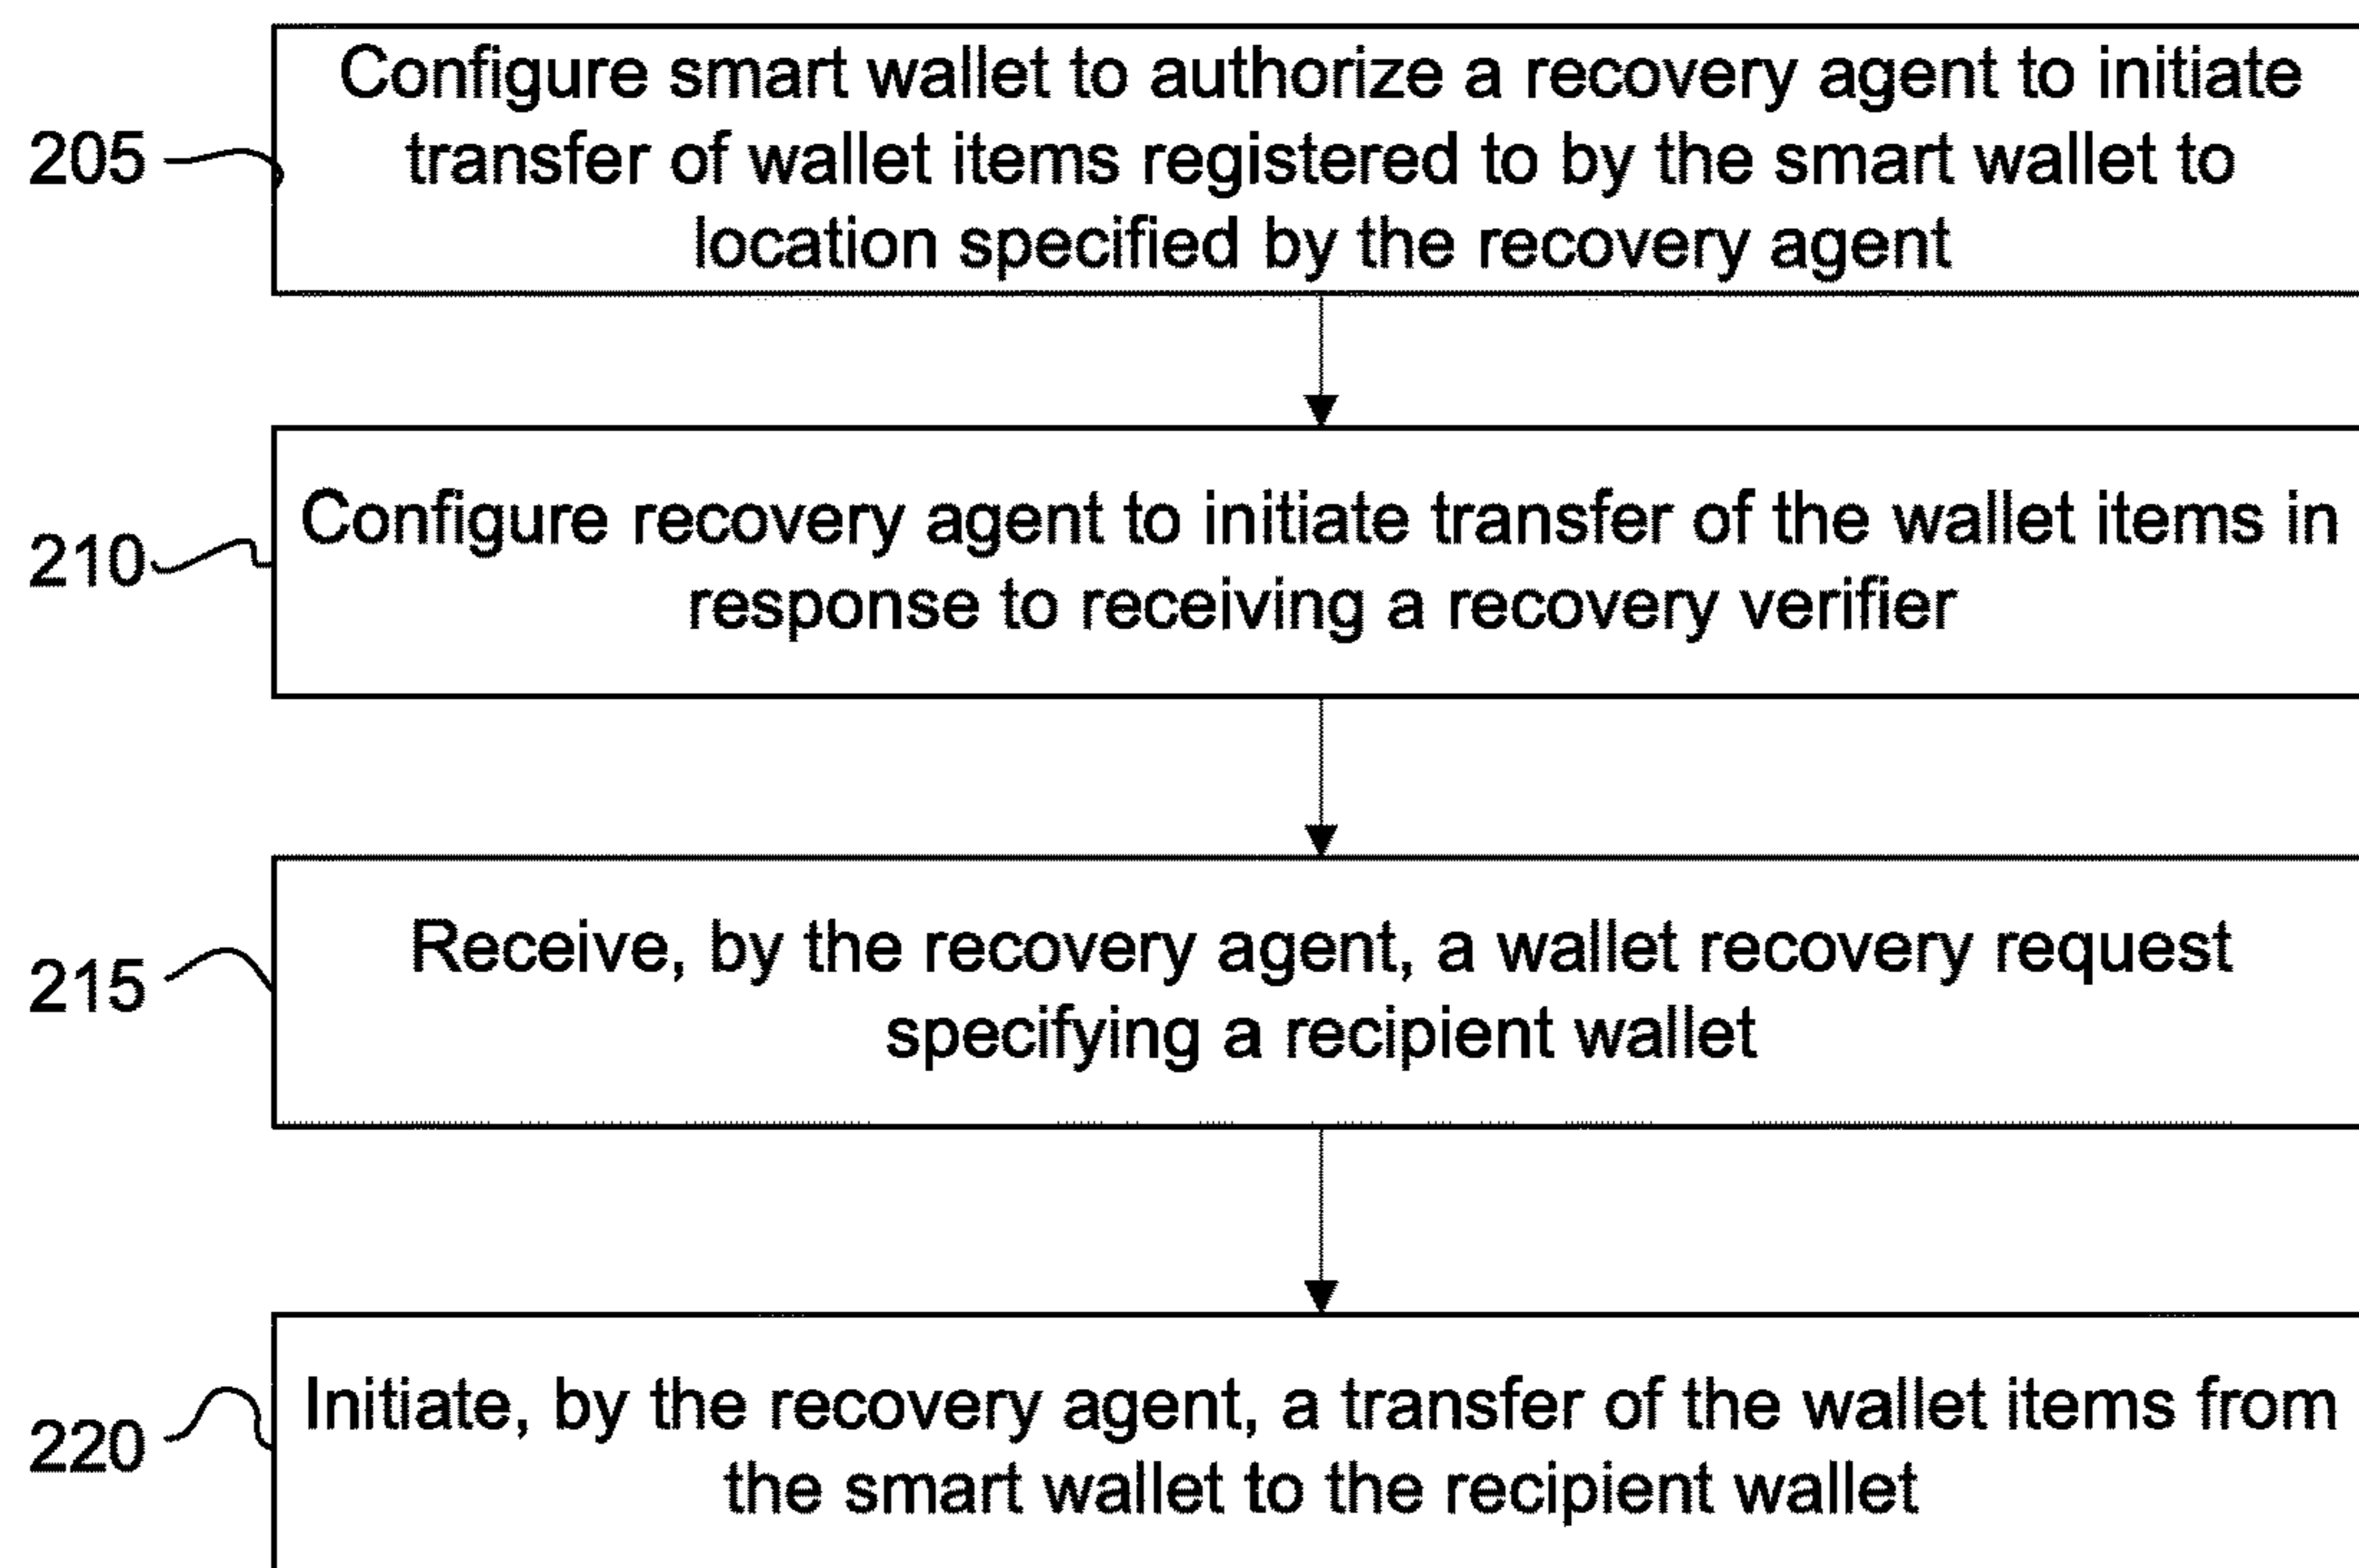 Configure smart wallet to authorize a recovery agent to initiate
205
transfer of wallet items registered to by the smart wallet to
location specified by the recovery agent
Configure recovery agent to initiate transfer of the wallet items in
210
response to receiving a recovery verifier
Receive, by the recovery agent, a wallet recovery request
215
specifying a recipient wallet
Initiate, by the recovery agent, a transfer of the wallet items from
220
the smart wallet to the recipient wallet